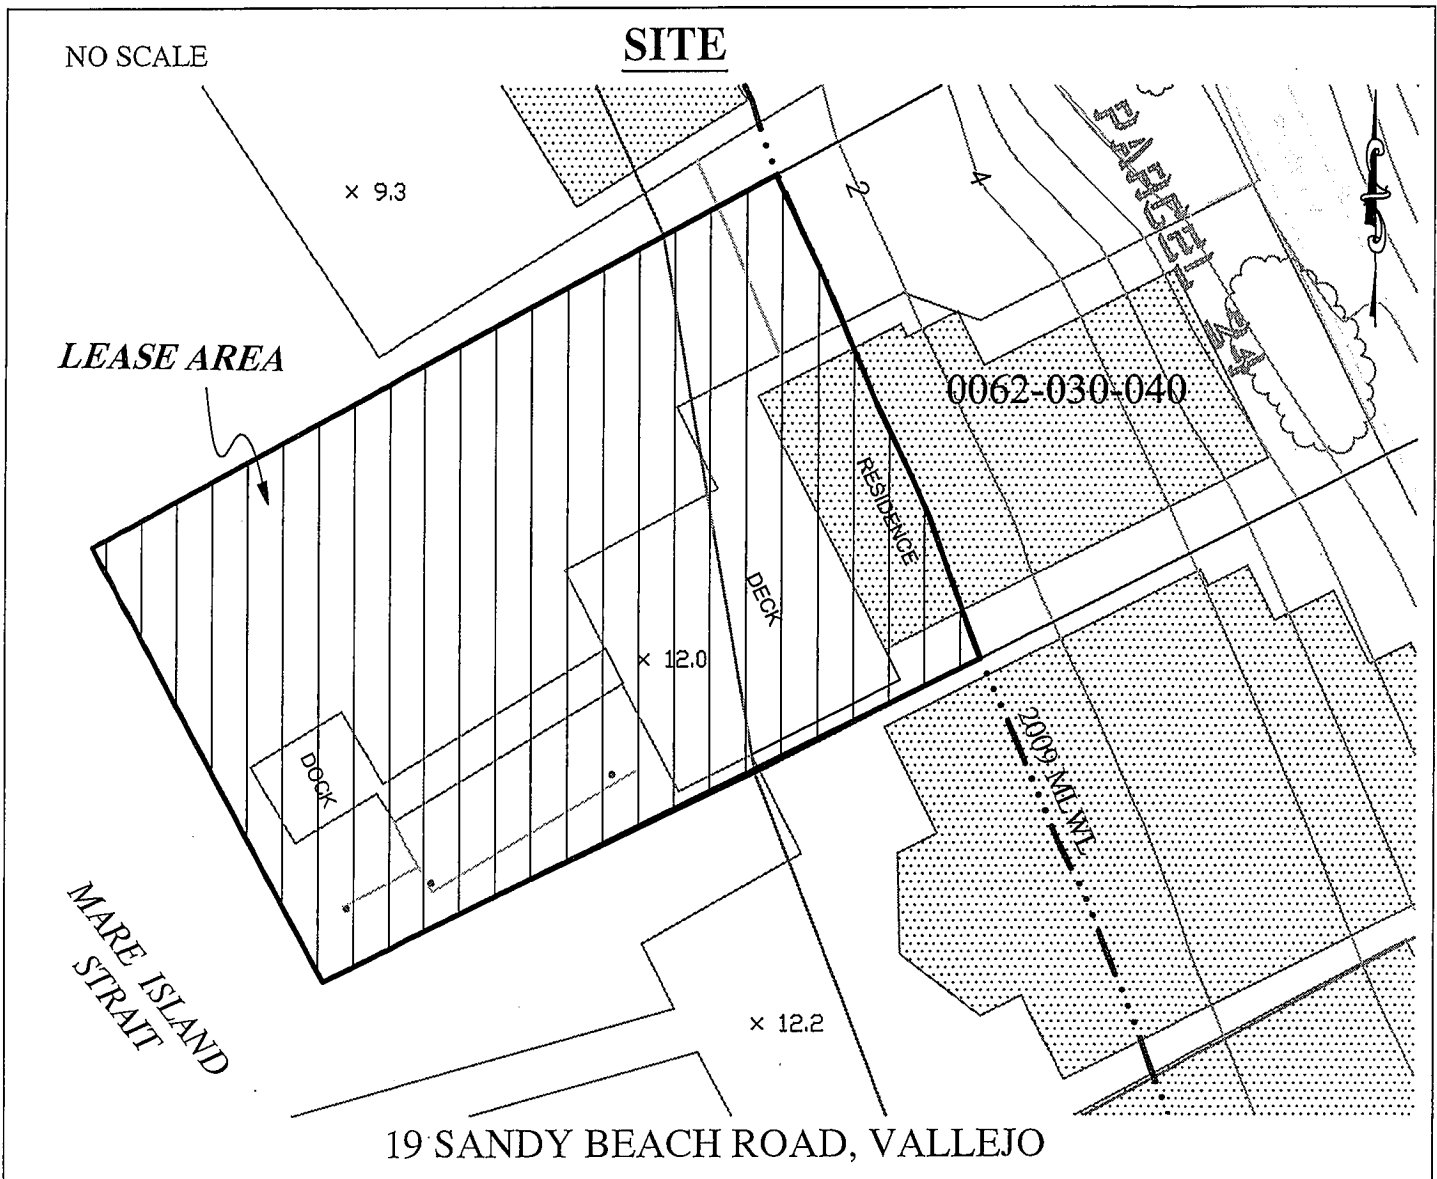 SITE
NO SCALE
× 9.3
2
4
PARCEL 24
LEASE AREA
0062-030-040
RESIDENCE
DECK
× 12.0
DOCK
2009 MLWL
MARE ISLAND
STRAIT
× 12.2
19 SANDY BEACH ROAD, VALLEJO